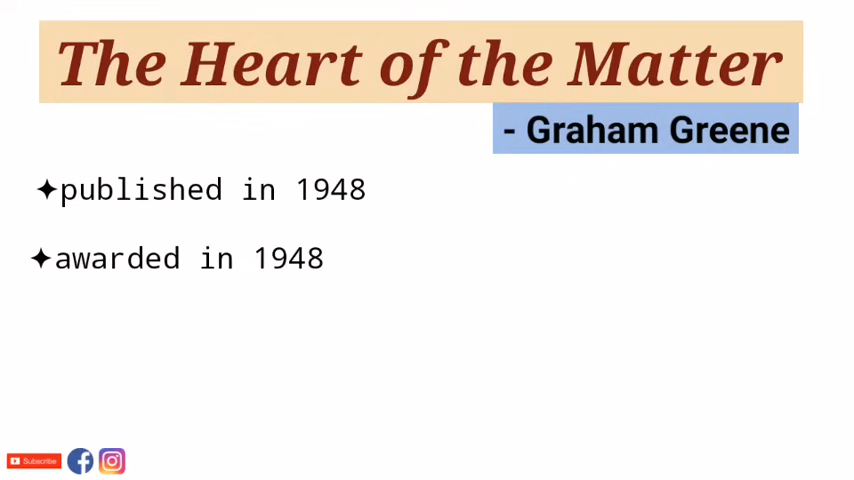 The Heart of the Matter
- Graham Greene
✦published in 1948
✦awarded in 1948
Subscribe